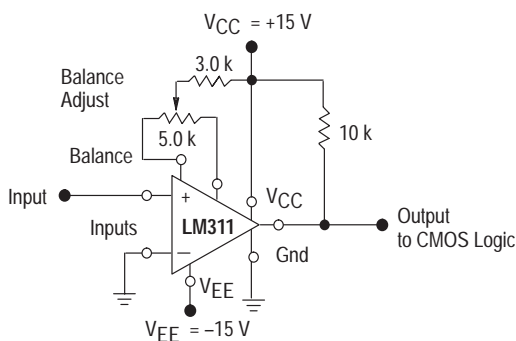 V_CC = +15 V
3.0 k
Balance
Adjust
5.0 k
10 k
Balance
Input
+
V_CC
LM311
Output
to CMOS Logic
Inputs
–
Gnd
V_EE
V_EE = –15 V